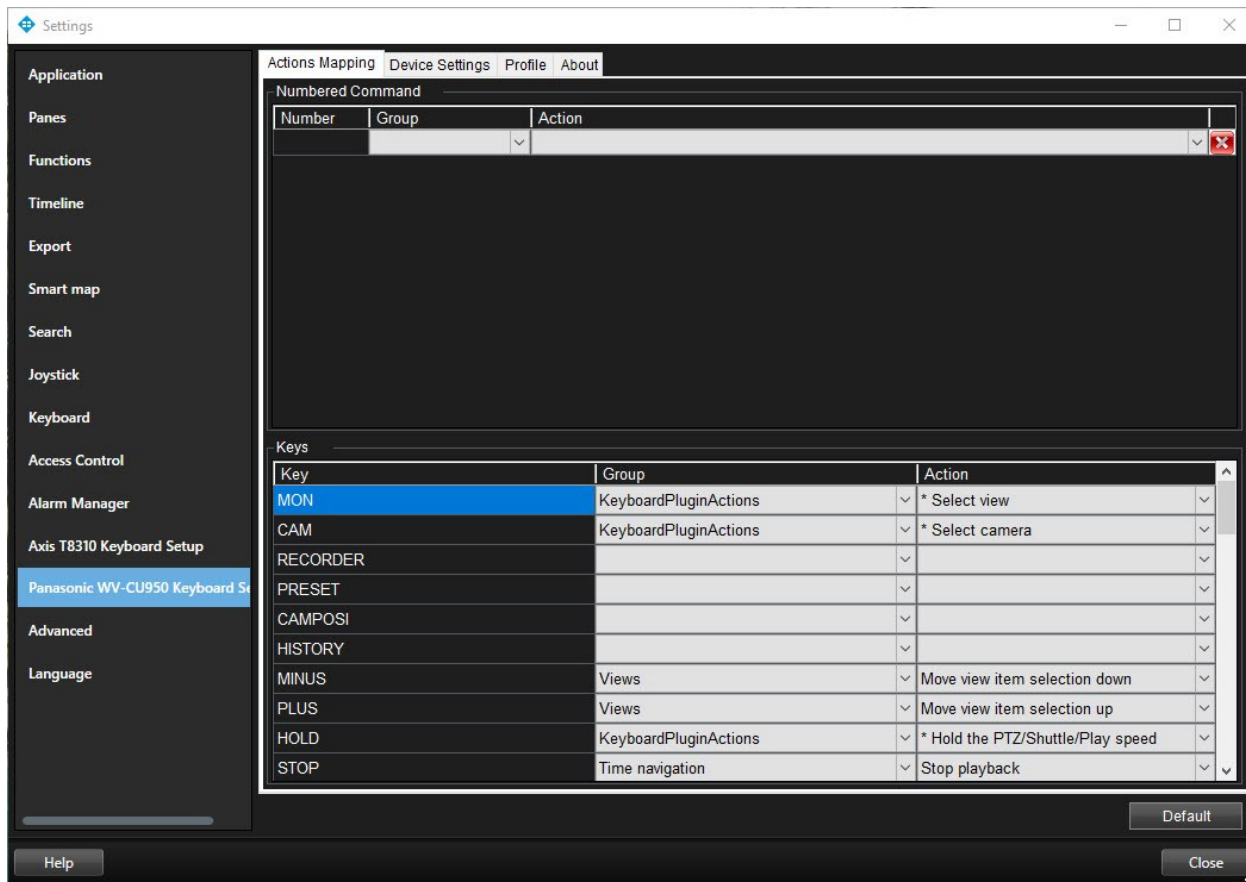 Settings
Application
Panes
Functions
Timeline
Export
Smart map
Search
Joystick
Keyboard
Access Control
Alarm Manager
Axis T8310 Keyboard Setup
Panasonic WV-CU950 Keyboard Se
Advanced
Language
Actions Mapping Device Settings Profile About
Numbered Command
Number Group Action
Keys
Key Group Action
MON KeyboardPluginActions * Select view
CAM KeyboardPluginActions * Select camera
RECORDER
PRESET
CAMPOSI
HISTORY
MINUS Views Move view item selection down
PLUS Views Move view item selection up
HOLD KeyboardPluginActions * Hold the PTZ/Shuttle/Play speed
STOP Time navigation Stop playback
Default
Help Close